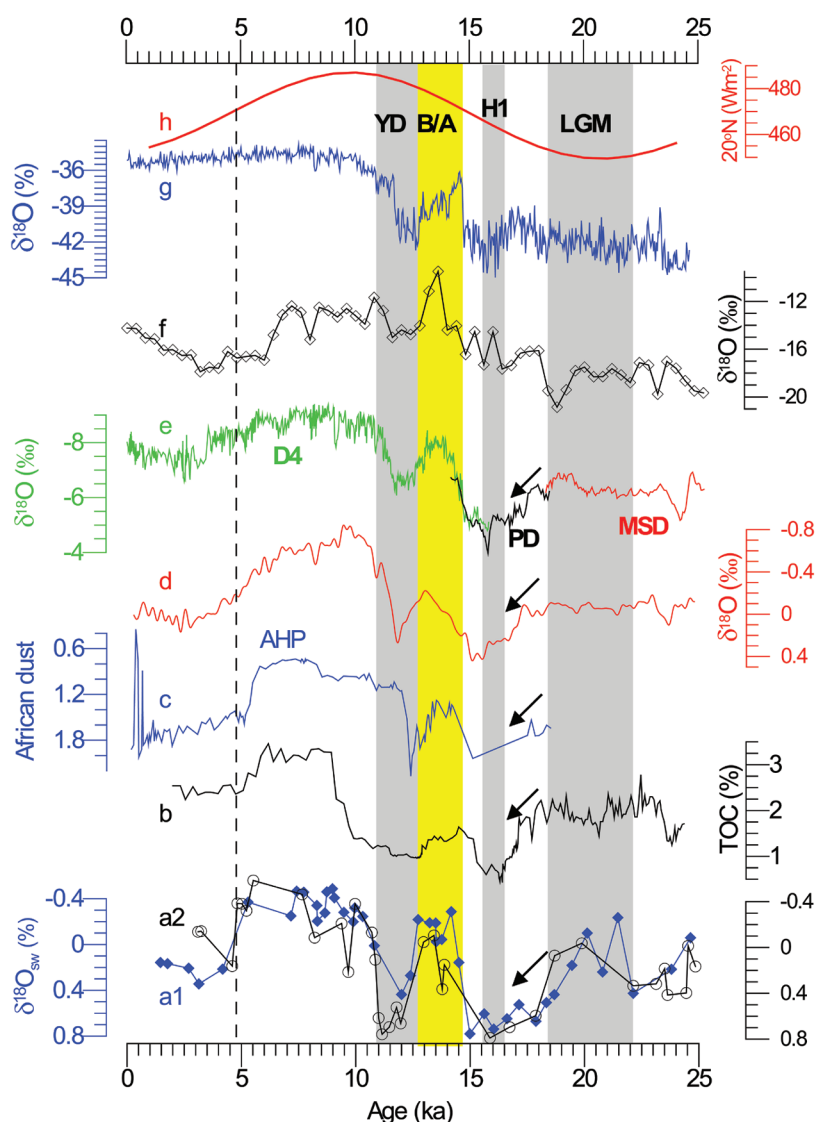 0 5 10 15 20 25
h
YD B/A H1 LGM
20ºN (Wm-2)
480
460
g
δ18O (%)
-36
-39
-42
-45
f
δ18O (‰)
-12
-16
-20
e
D4
PD
MSD
δ18O (‰)
-8
-6
-4
d
δ18O (‰)
-0.8
-0.4
0
0.4
AHP
c
African dust
0.6
1.2
1.8
b
TOC (%)
3
2
1
a2
a1
δ18Osw (%)
-0.4
0
0.4
0.8
-0.4
0
0.4
0.8
0 5 10 15 20 25
Age (ka)